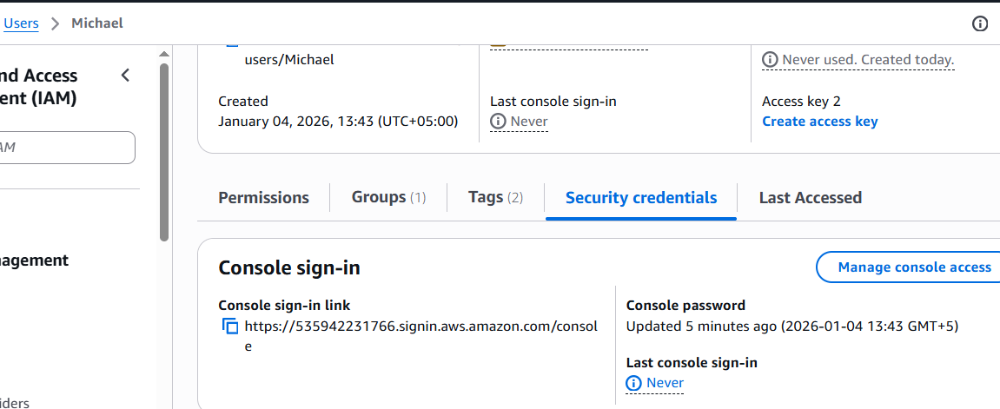 Users > Michael
nd Access
ent (IAM)
AM
nagement
iders
users/Michael
Created
January 04, 2026, 13:43 (UTC+05:00)
Last console sign-in
Never
Never used. Created today.
Access key 2
Create access key
Permissions
Groups (1)
Tags (2)
Security credentials
Last Accessed
Console sign-in
Manage console access
Console sign-in link
https://535942231766.signin.aws.amazon.com/consol
e
Console password
Updated 5 minutes ago (2026-01-04 13:43 GMT+5)
Last console sign-in
Never